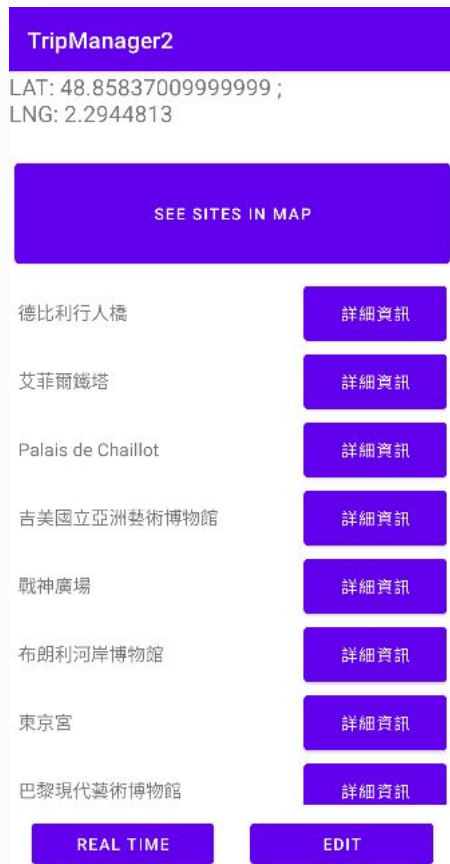 TripManager2
LAT: 48.85837009999999 ;
LNG: 2.2944813
SEE SITES IN MAP
德比利行人橋 詳細資訊
艾菲爾鐵塔 詳細資訊
Palais de Chaillot 詳細資訊
吉美國立亞洲藝術博物館 詳細資訊
戰神廣場 詳細資訊
布朗利河岸博物館 詳細資訊
東京宮 詳細資訊
巴黎現代藝術博物館 詳細資訊
REAL TIME EDIT